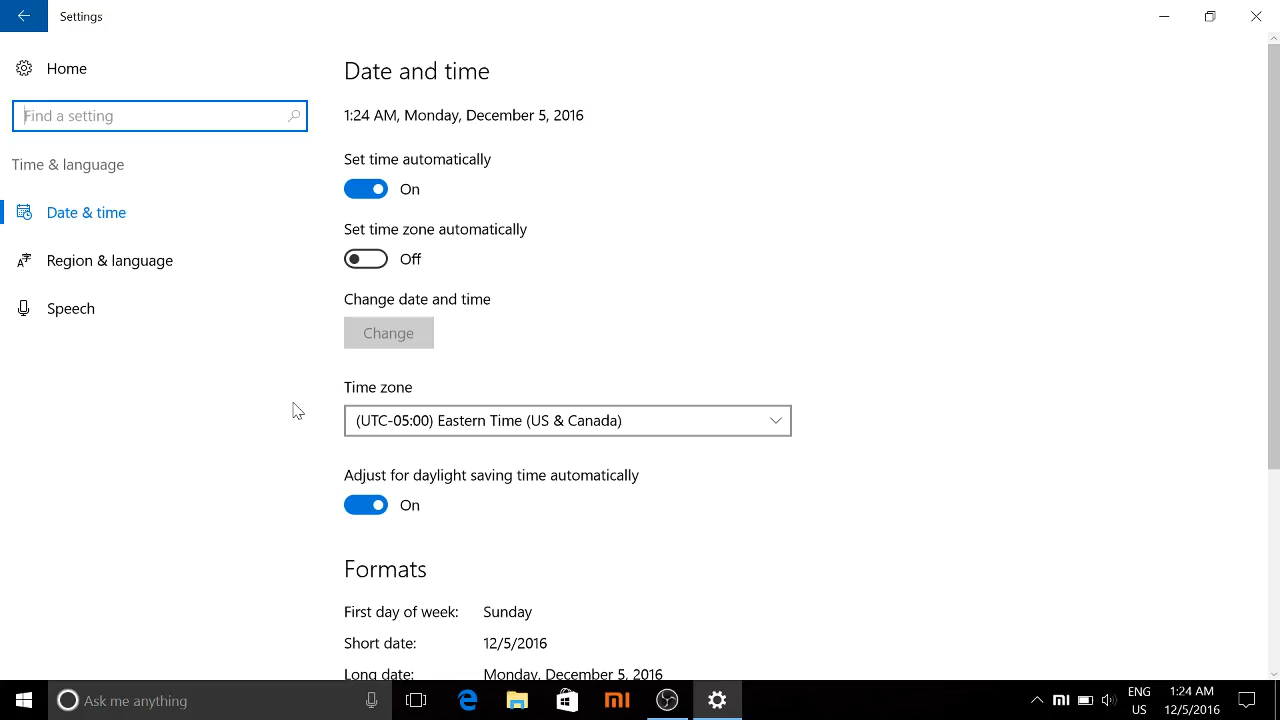 Settings
Home
Find a setting
Time & language
Date & time
Region & language
Speech
Date and time
1:24 AM, Monday, December 5, 2016
Set time automatically
On
Set time zone automatically
Off
Change date and time
Change
Time zone
(UTC-05:00) Eastern Time (US & Canada)
Adjust for daylight saving time automatically
On
Formats
First day of week: Sunday
Short date: 12/5/2016
Long date: Monday, December 5, 2016
Ask me anything
mi
mi
ENG
US
1:24 AM
12/5/2016